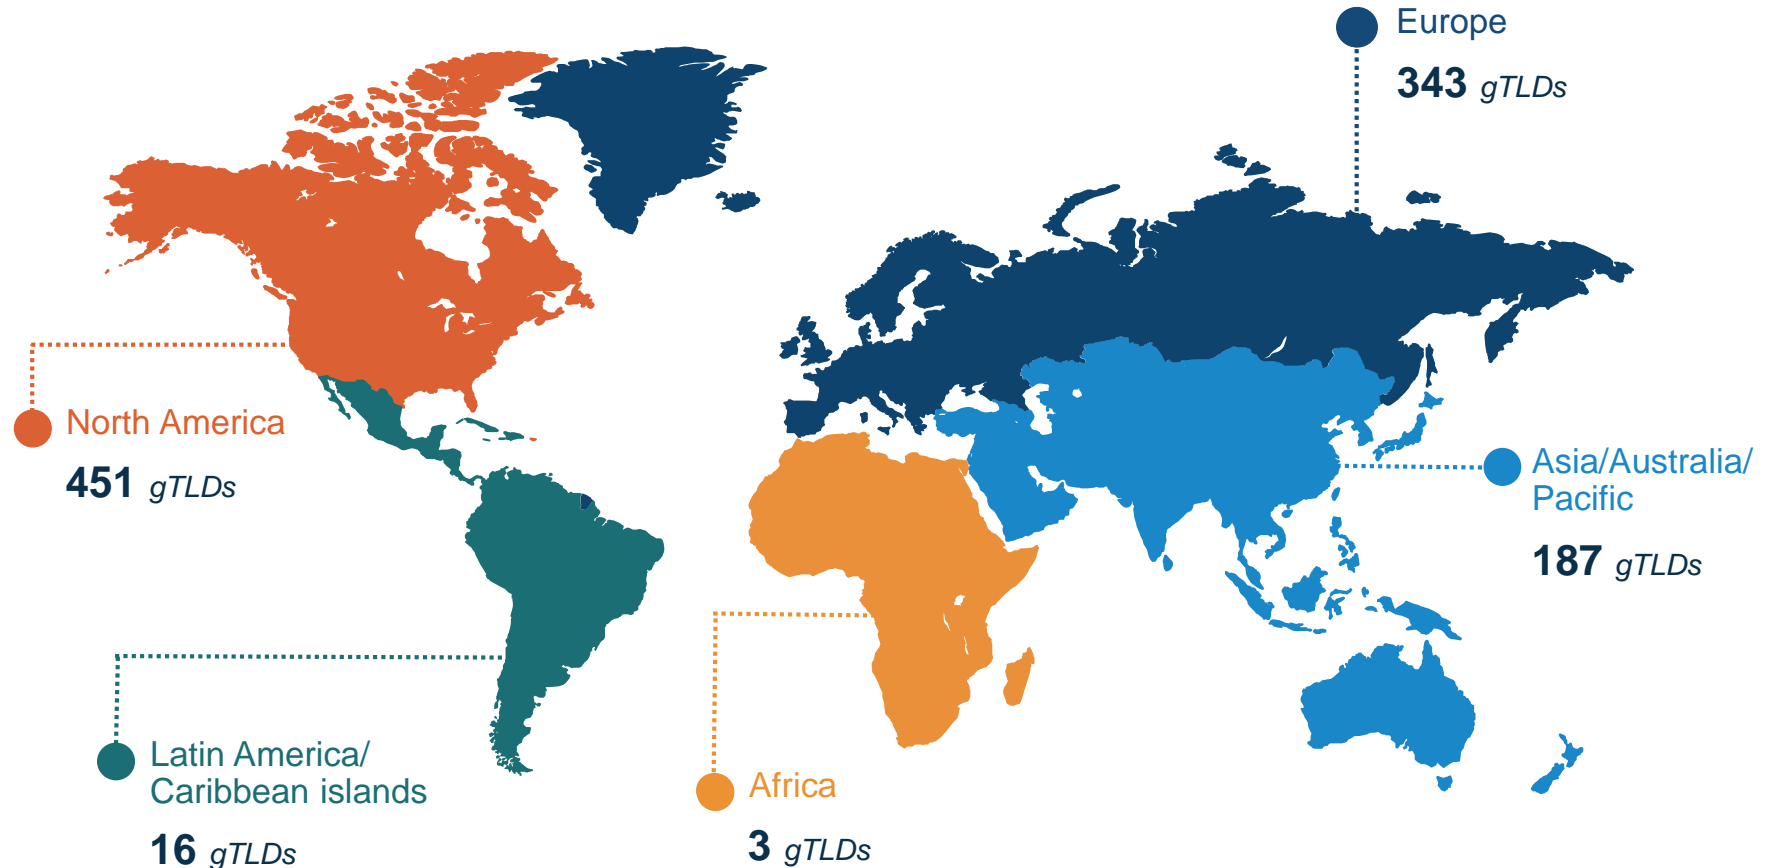 Europe
343 gTLDs
North America
451 gTLDs
Asia/Australia/
Pacific
187 gTLDs
Latin America/
Caribbean islands
16 gTLDs
Africa
3 gTLDs